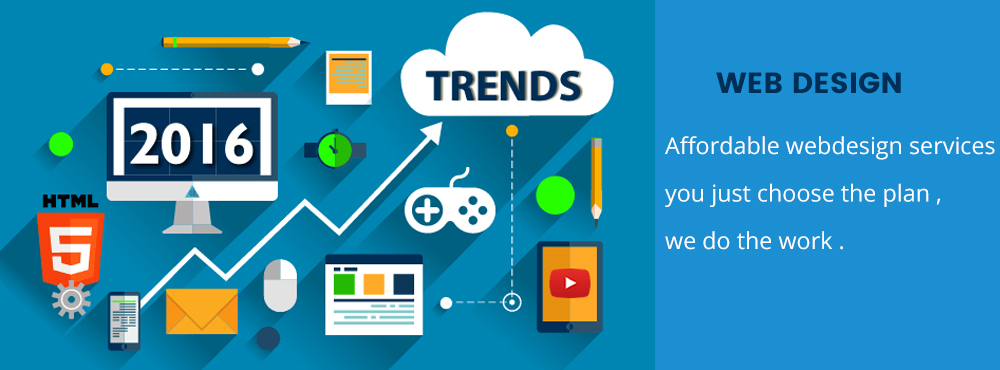 TRENDS
2016
HTML
5
WEB DESIGN
Affordable webdesign services
you just choose the plan ,
we do the work .